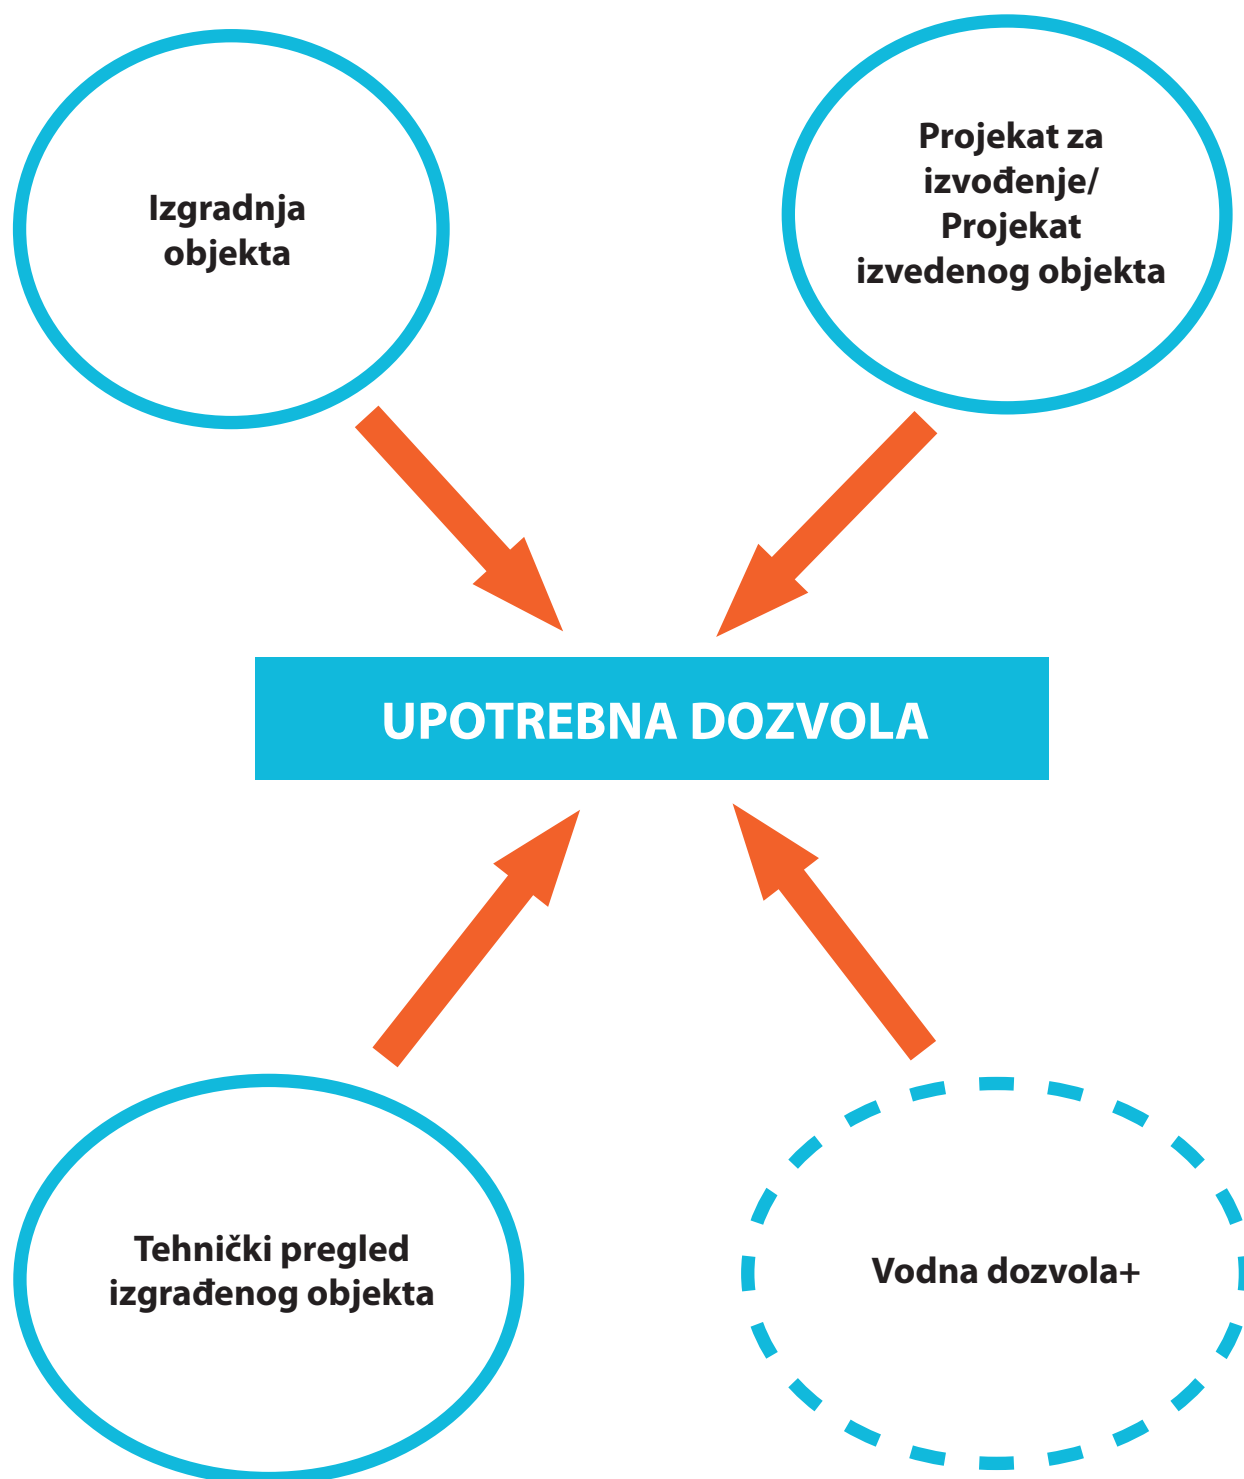 Izgradnja
objekta
Projekat za
izvođenje/
Projekat
izvedenog objekta
UPOTREBNA DOZVOLA
Tehnički pregled
izgrađenog objekta
Vodna dozvola+